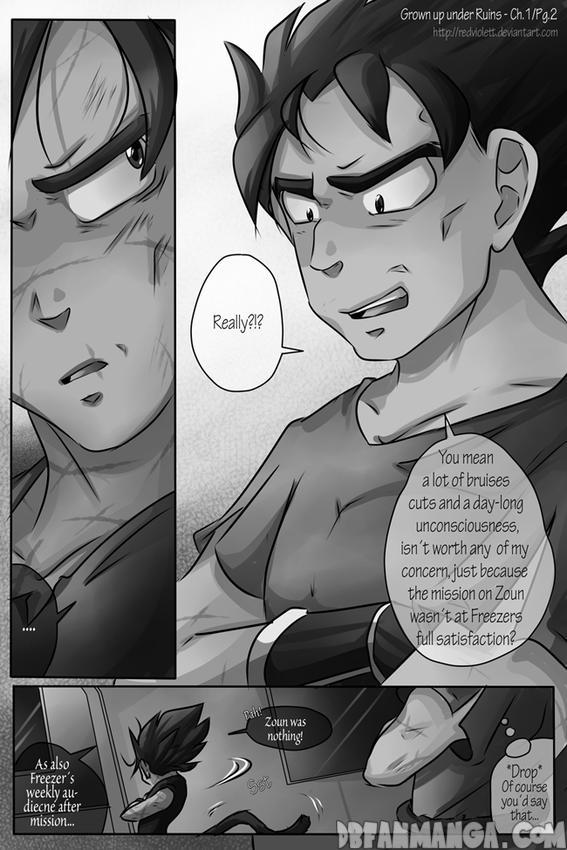 Grown up under Ruins - Ch.1/Pg.2
http://redviolett.deviantart.com
Really?!?
You mean
a lot of bruises
cuts and a day-long
unconsciousness,
isn´t worth any of my
concern, just because
the mission on Zoun
wasn´t at Freezers
full satisfaction?
....
Bah!
Zoun was
nothing!
Sst
As also
Freezer´s
weekly au-
diecne after
mission...
*Drop*
Of course
you´d say
that...
DBFANMANGA.COM